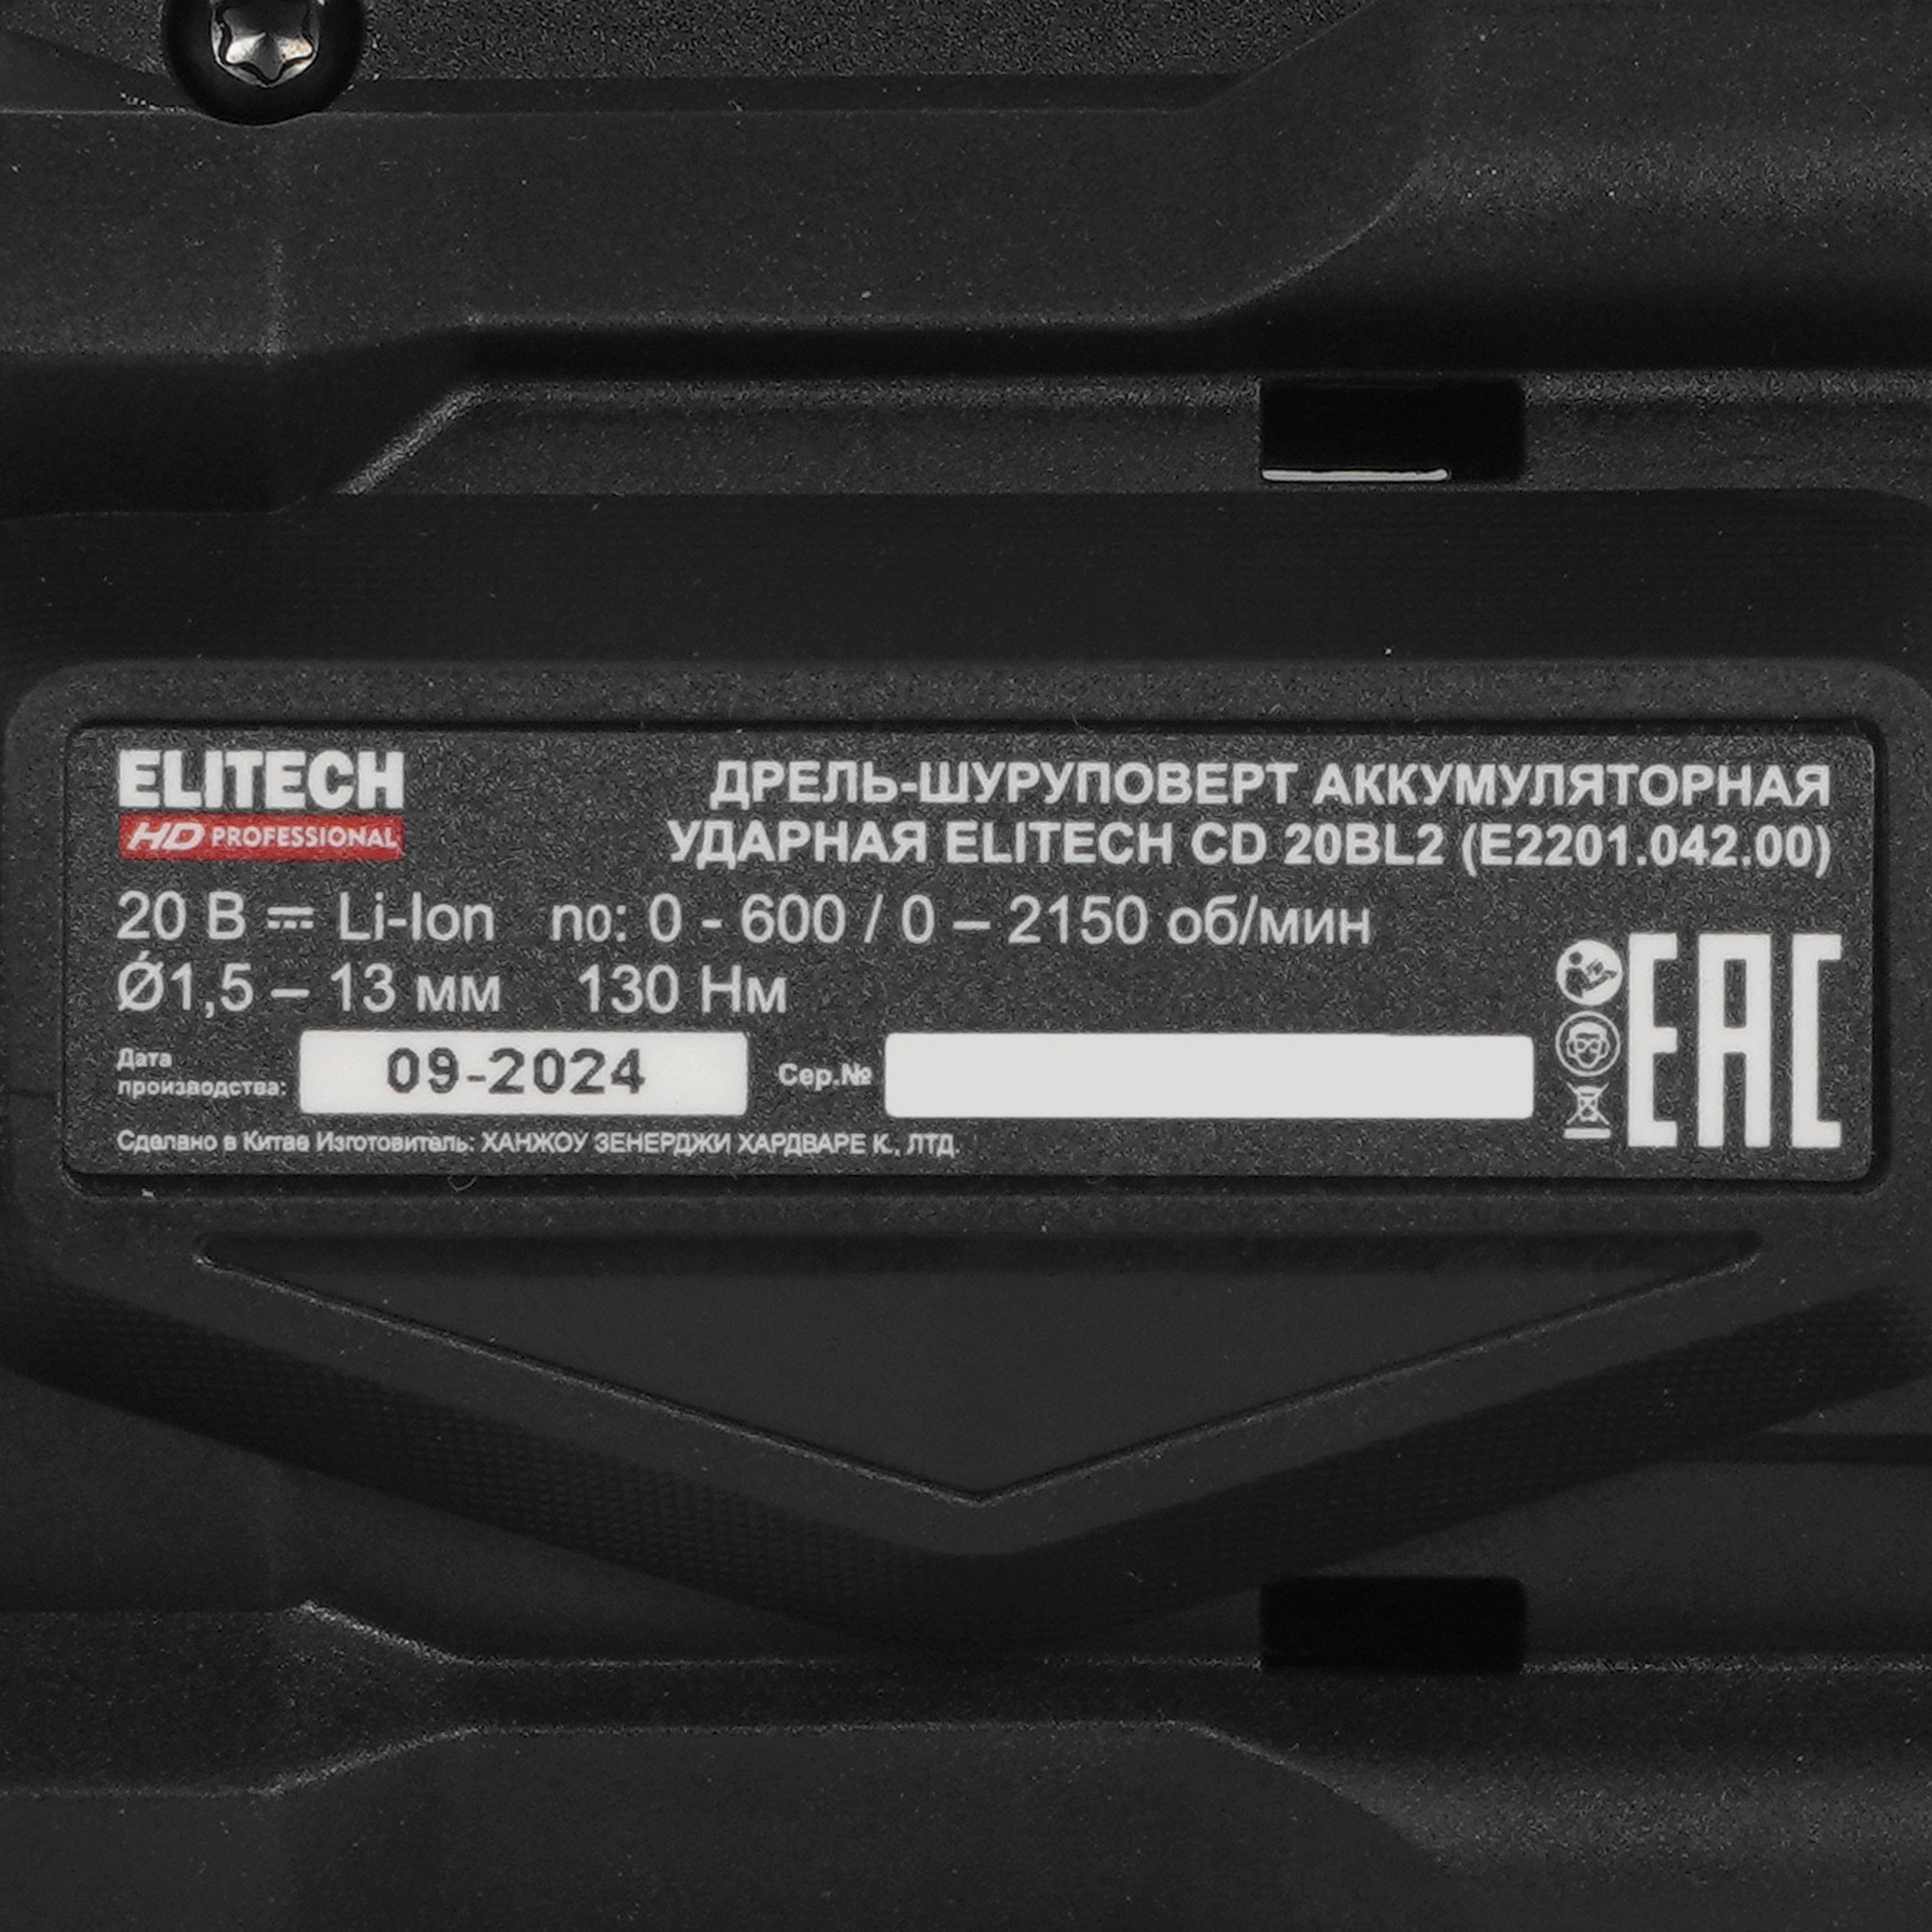 ELITECH
HD PROFESSIONAL
ДРЕЛЬ-ШУРУПОВЕРТ АККУМУЛЯТОРНАЯ
УДАРНАЯ ELITECH CD 20BL2 (E2201.042.00)
20 В ⎓ Li-Ion n0: 0 - 600 / 0 – 2150 об/мин
Ø1,5 – 13 мм 130 Нм
Дата
производства: 09-2024 Сер.№
Сделано в Китае Изготовитель: ХАНЖОУ ЗЕНЕРДЖИ ХАРДВАРЕ К., ЛТД.
EAC